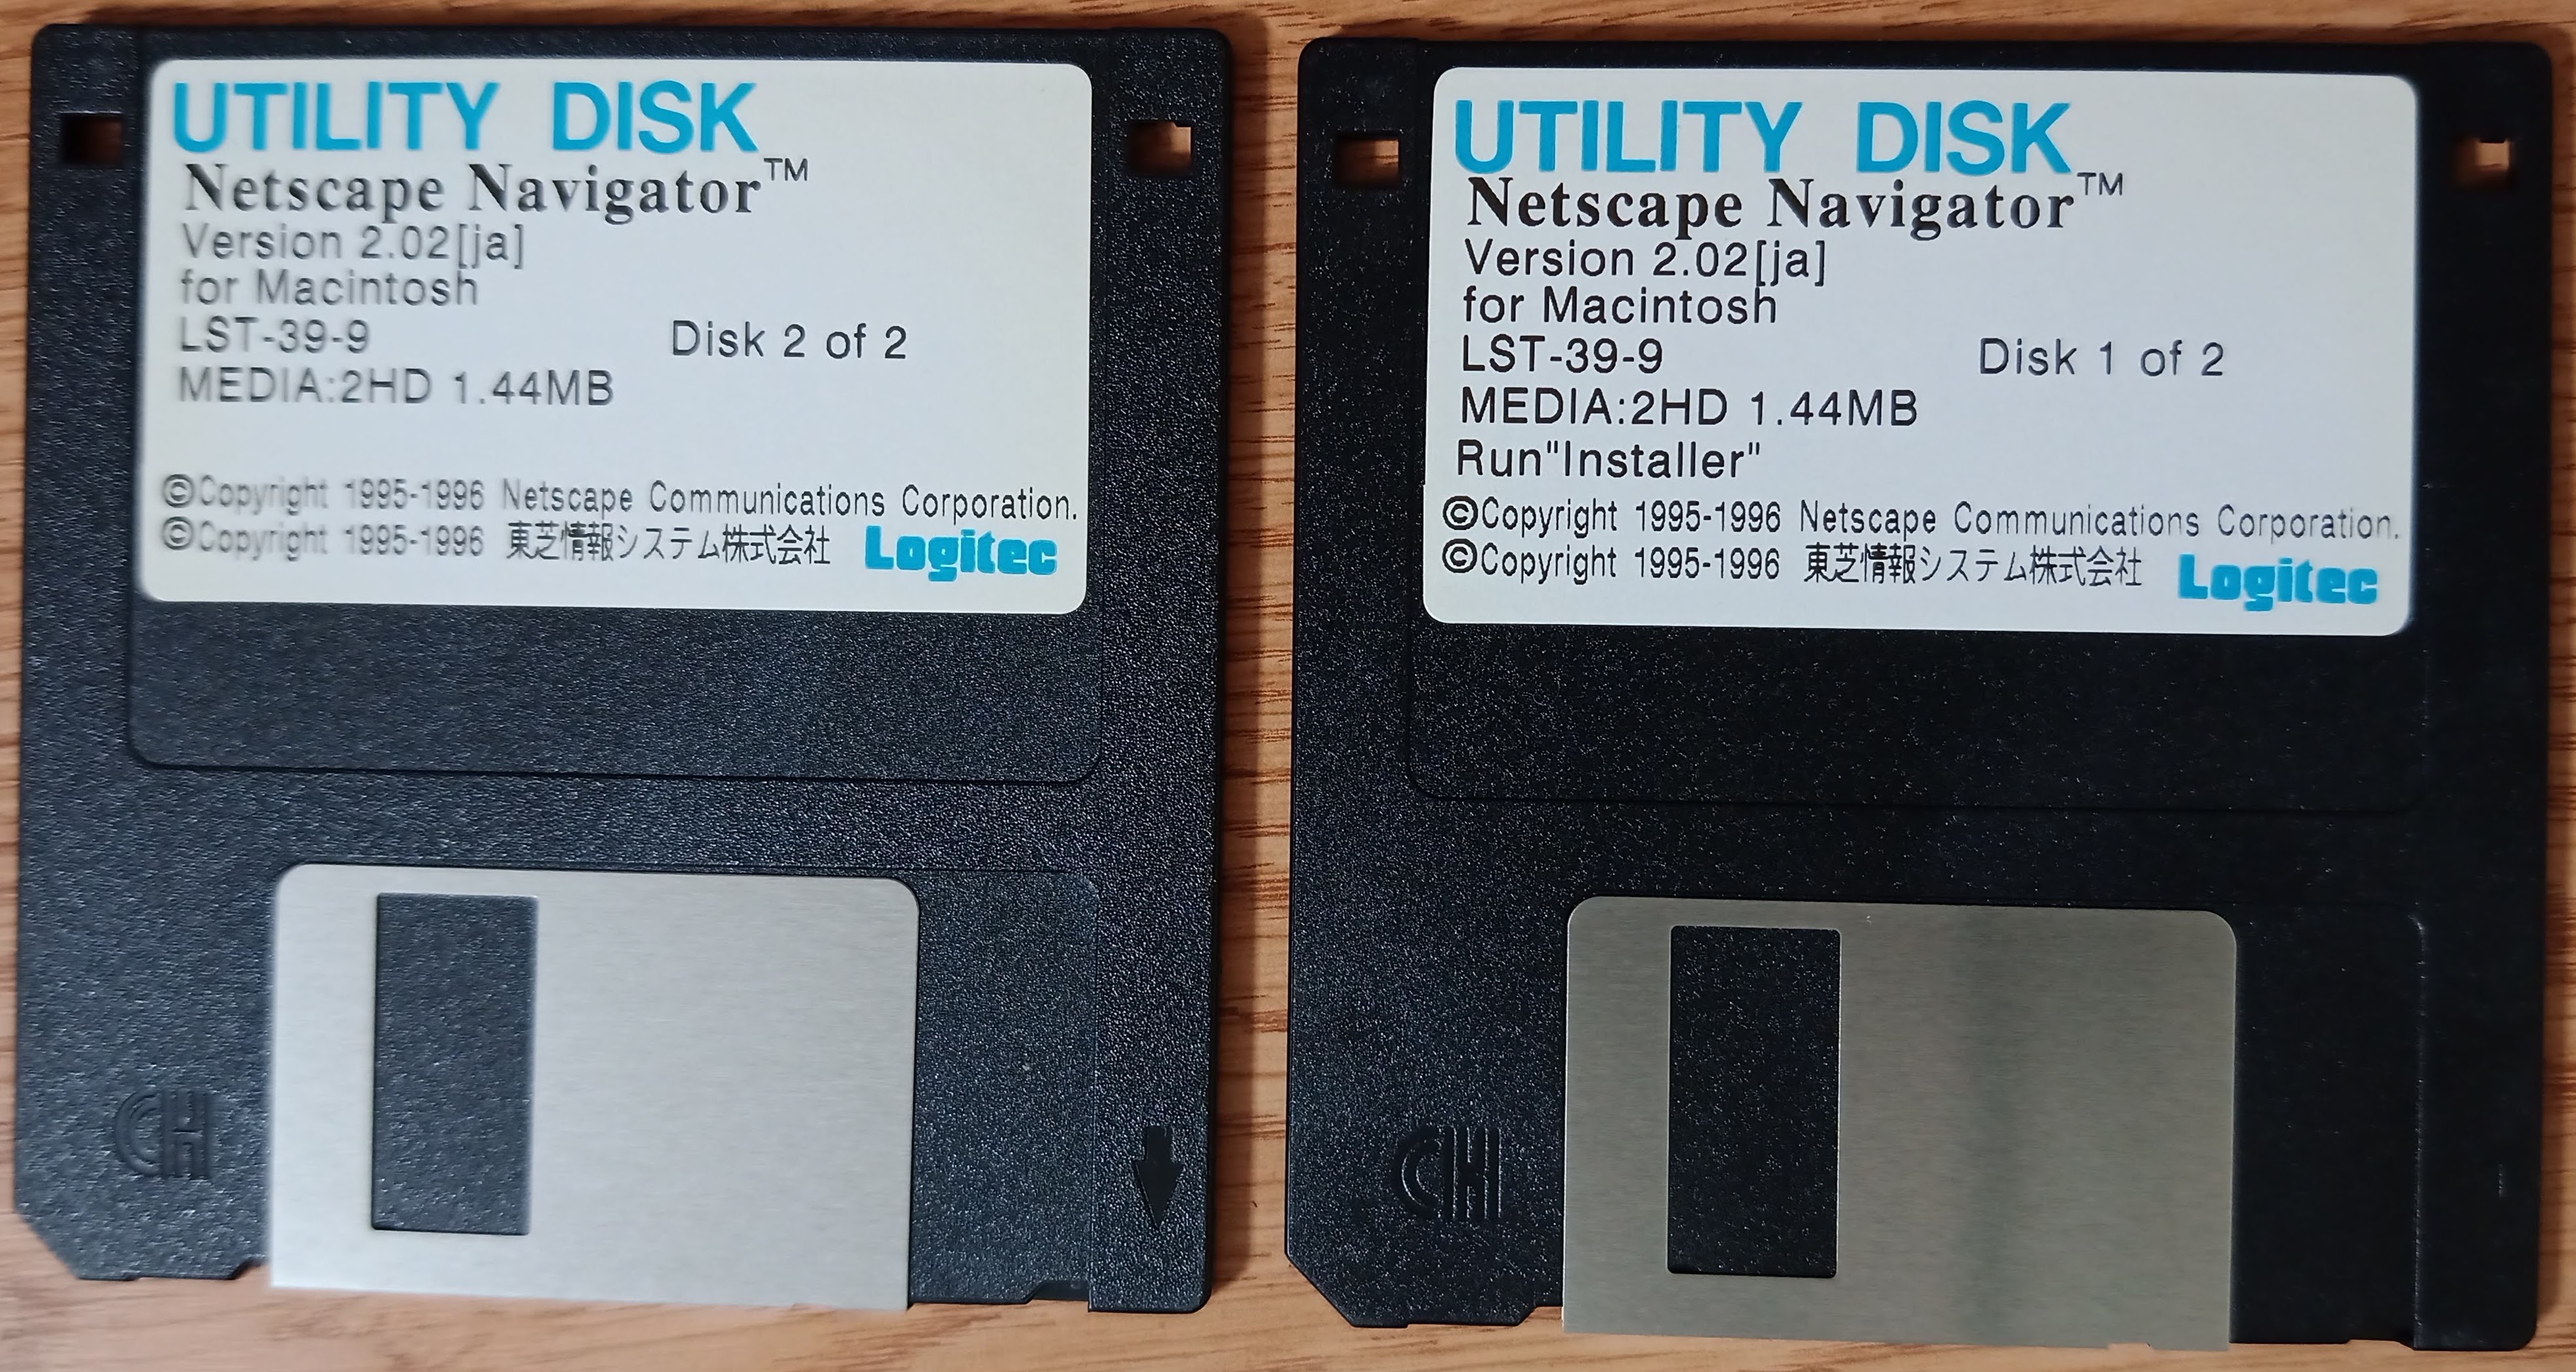 UTILITY DISK
Netscape Navigator™
Version 2.02[ja]
for Macintosh
LST-39-9 Disk 2 of 2
MEDIA:2HD 1.44MB
©Copyright 1995-1996 Netscape Communications Corporation.
©Copyright 1995-1996 東芝情報システム株式会社 Logitec
CH
UTILITY DISK
Netscape Navigator™
Version 2.02[ja]
for Macintosh
LST-39-9 Disk 1 of 2
MEDIA:2HD 1.44MB
Run"Installer"
©Copyright 1995-1996 Netscape Communications Corporation.
©Copyright 1995-1996 東芝情報システム株式会社 Logitec
CH